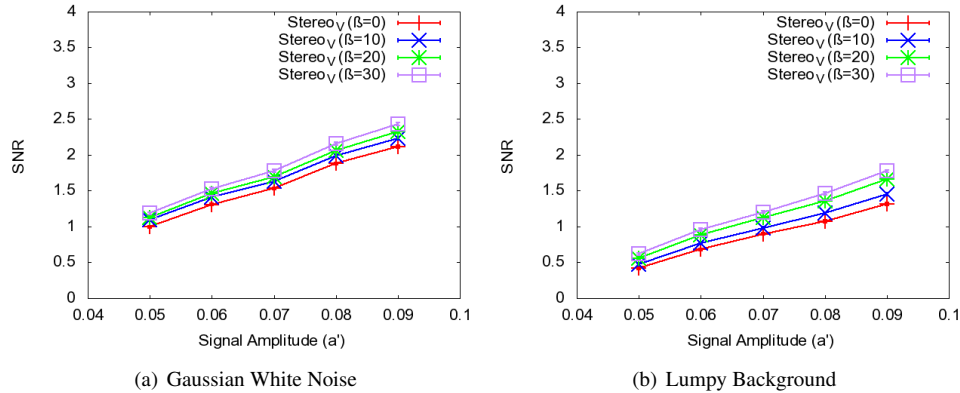 Stereo_V(ß=0)
Stereo_V(ß=10)
Stereo_V(ß=20)
Stereo_V(ß=30)
4
3.5
3
2.5
2
1.5
1
0.5
0
SNR
0.04 0.05 0.06 0.07 0.08 0.09 0.1
Signal Amplitude (a')
(a) Gaussian White Noise
Stereo_V(ß=0)
Stereo_V(ß=10)
Stereo_V(ß=20)
Stereo_V(ß=30)
4
3.5
3
2.5
2
1.5
1
0.5
0
SNR
0.04 0.05 0.06 0.07 0.08 0.09 0.1
Signal Amplitude (a')
(b) Lumpy Background